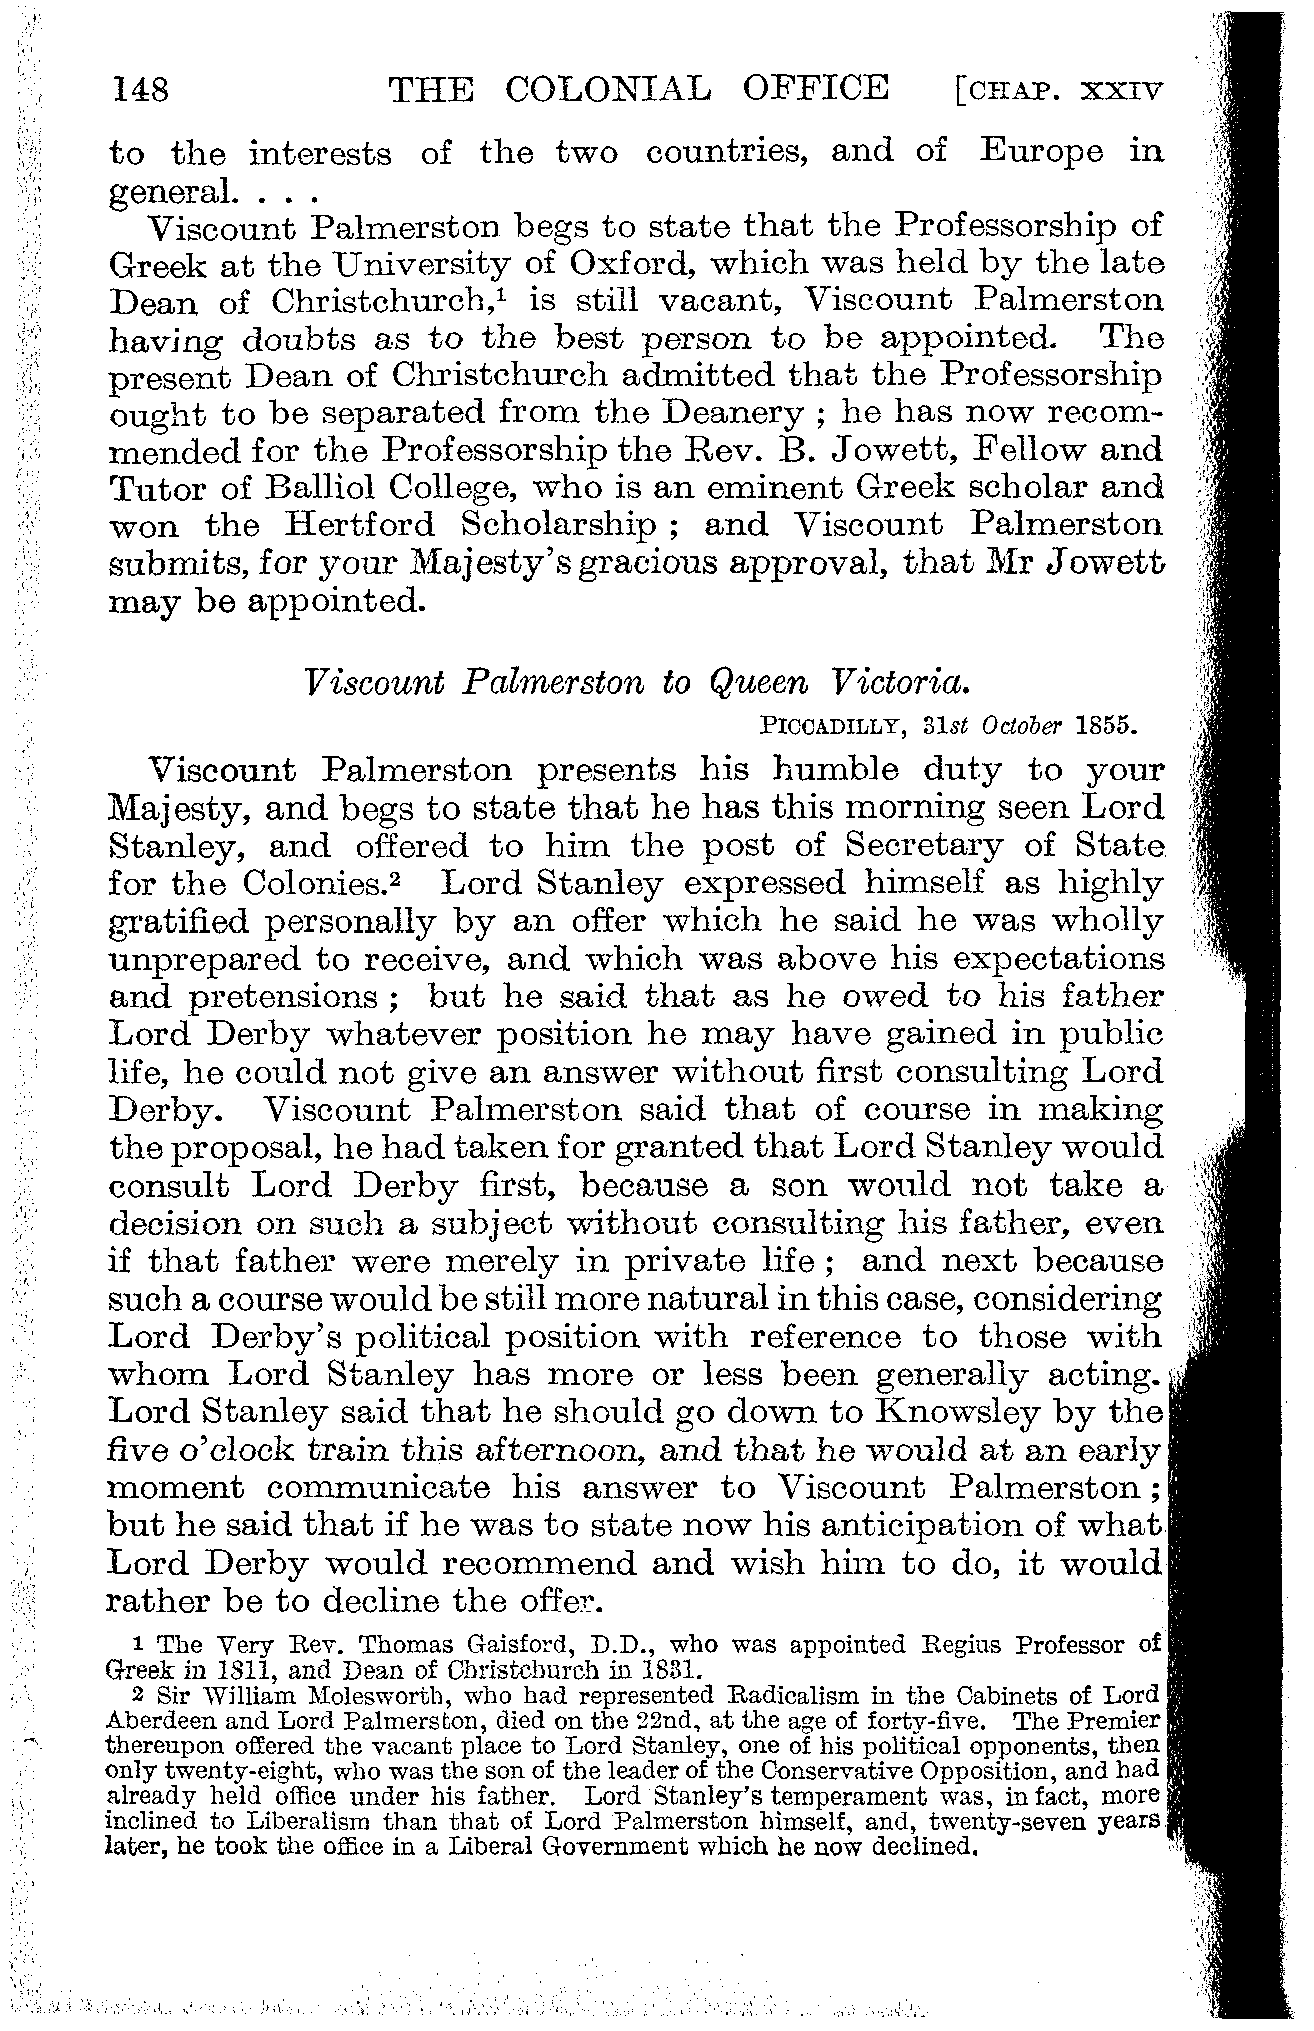 148 THE COLONIAL OFFICE [CHAP. XXIV
to the interests of the two countries, and of Europe in
general. . . .
Viscount Palmerston begs to state that the Professorship of
Greek at the University of Oxford, which was held by the late
Dean of Christchurch,¹ is still vacant, Viscount Palmerston
having doubts as to the best person to be appointed. The
present Dean of Christchurch admitted that the Professorship
ought to be separated from the Deanery ; he has now recom-
mended for the Professorship the Rev. B. Jowett, Fellow and
Tutor of Balliol College, who is an eminent Greek scholar and
won the Hertford Scholarship ; and Viscount Palmerston
submits, for your Majesty's gracious approval, that Mr Jowett
may be appointed.
Viscount Palmerston to Queen Victoria.
PICCADILLY, 31st October 1855.
Viscount Palmerston presents his humble duty to your
Majesty, and begs to state that he has this morning seen Lord
Stanley, and offered to him the post of Secretary of State
for the Colonies.² Lord Stanley expressed himself as highly
gratified personally by an offer which he said he was wholly
unprepared to receive, and which was above his expectations
and pretensions ; but he said that as he owed to his father
Lord Derby whatever position he may have gained in public
life, he could not give an answer without first consulting Lord
Derby. Viscount Palmerston said that of course in making
the proposal, he had taken for granted that Lord Stanley would
consult Lord Derby first, because a son would not take a
decision on such a subject without consulting his father, even
if that father were merely in private life ; and next because
such a course would be still more natural in this case, considering
Lord Derby's political position with reference to those with
whom Lord Stanley has more or less been generally acting.
Lord Stanley said that he should go down to Knowsley by the
five o'clock train this afternoon, and that he would at an early
moment communicate his answer to Viscount Palmerston ;
but he said that if he was to state now his anticipation of what
Lord Derby would recommend and wish him to do, it would
rather be to decline the offer.
1 The Very Rev. Thomas Gaisford, D.D., who was appointed Regius Professor of
Greek in 1811, and Dean of Christchurch in 1831.
2 Sir William Molesworth, who had represented Radicalism in the Cabinets of Lord
Aberdeen and Lord Palmerston, died on the 22nd, at the age of forty-five. The Premier
thereupon offered the vacant place to Lord Stanley, one of his political opponents, then
only twenty-eight, who was the son of the leader of the Conservative Opposition, and had
already held office under his father. Lord Stanley's temperament was, in fact, more
inclined to Liberalism than that of Lord Palmerston himself, and, twenty-seven years
later, he took the office in a Liberal Government which he now declined.